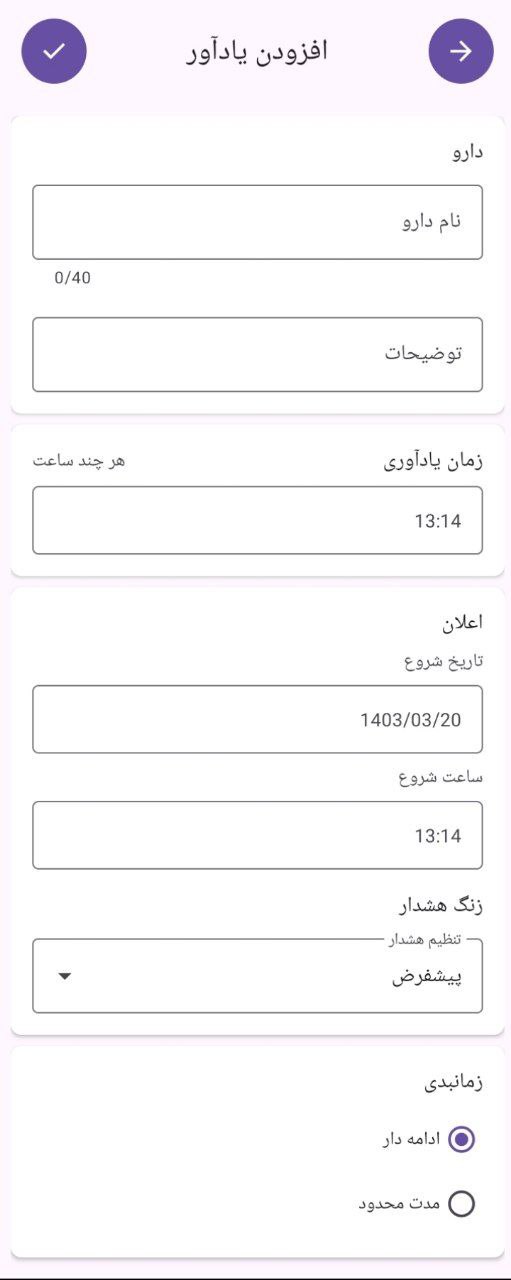 افزودن یادآور
دارو
نام دارو
0/40
توضیحات
زمان یادآوری
هر چند ساعت
13:14
اعلان
تاریخ شروع
1403/03/20
ساعت شروع
13:14
زنگ هشدار
تنظیم هشدار
پیشفرض
زمانبدی
ادامه دار
مدت محدود